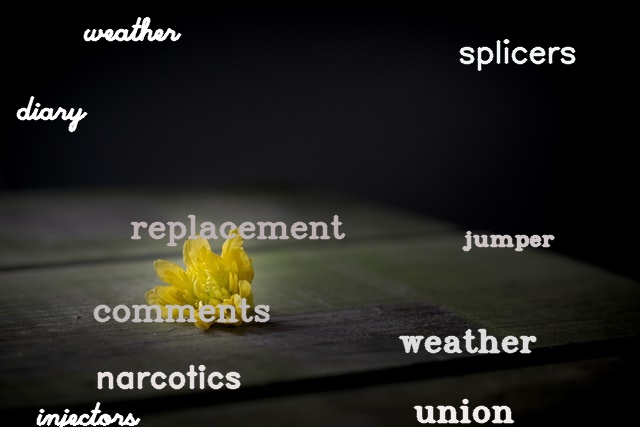 weather
splicers
diary
replacement
jumper
comments
weather
narcotics
union
injectors